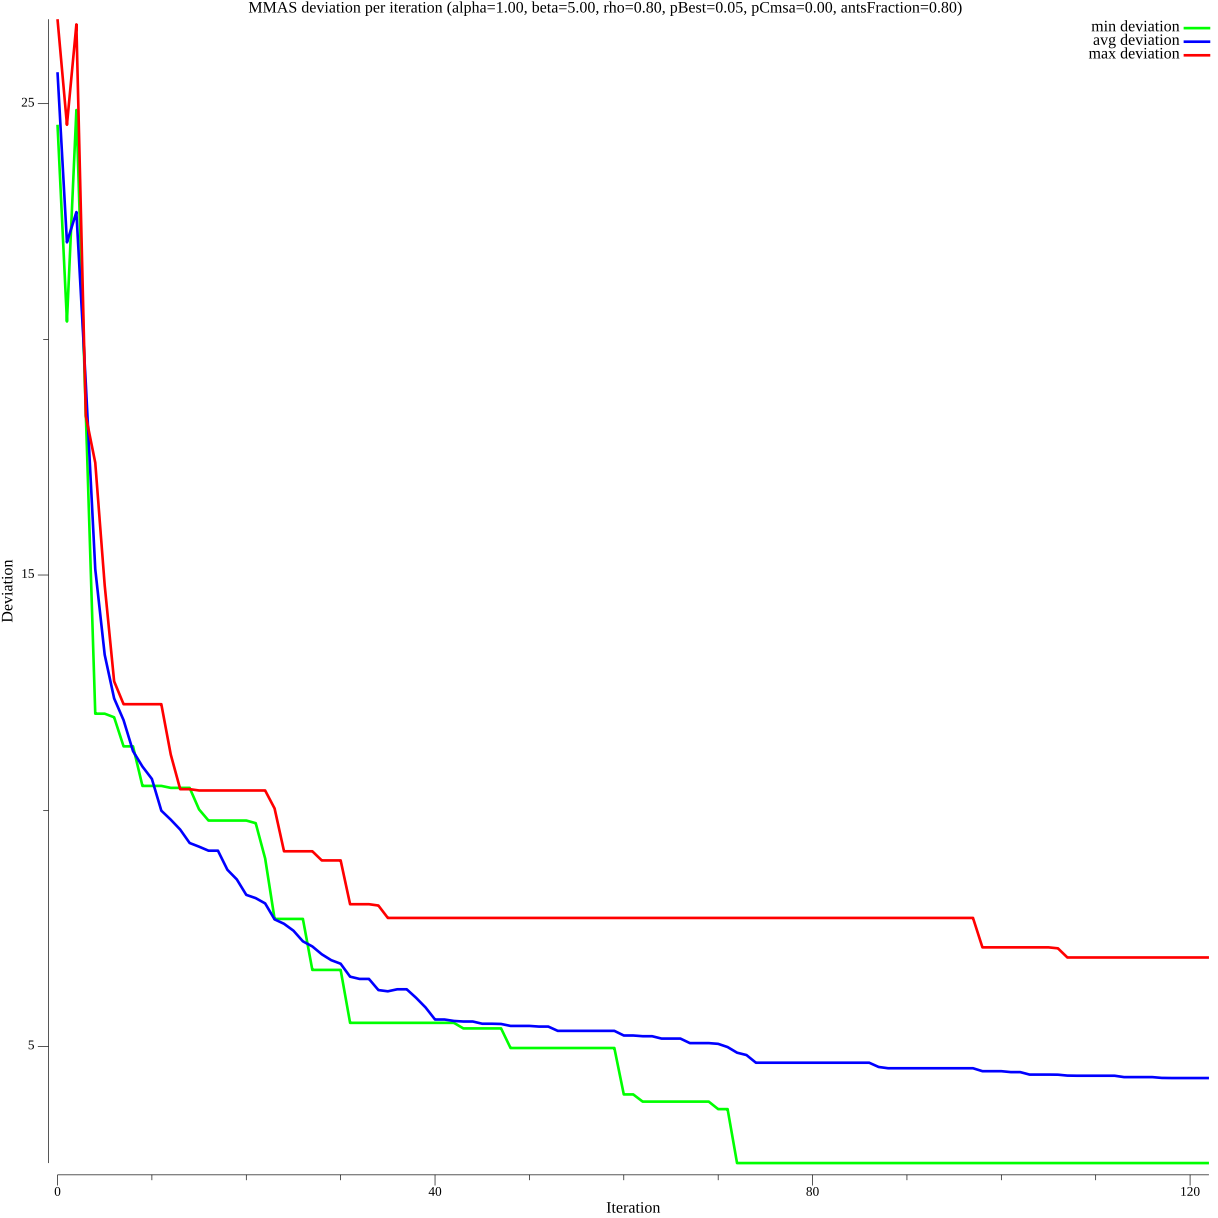 MMAS deviation per iteration (alpha=1.00, beta=5.00, rho=0.80, pBest=0.05, pCmsa=0.00, antsFraction=0.80)
min deviation
avg deviation
max deviation
25
15
5
Deviation
0
40
80
120
Iteration